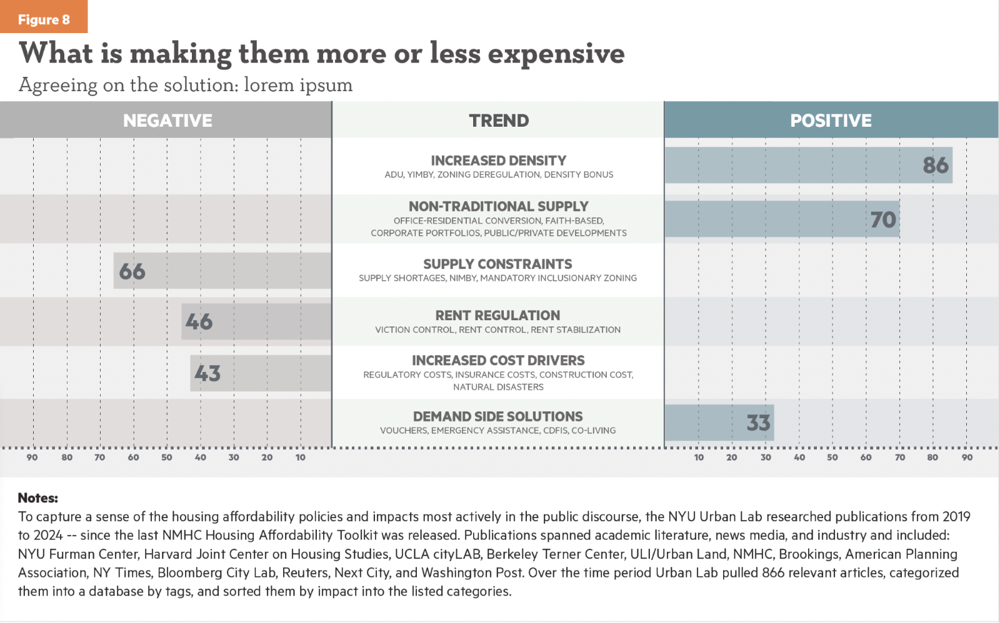 Figure 8
What is making them more or less expensive
Agreeing on the solution: lorem ipsum
NEGATIVE
TREND
POSITIVE
INCREASED DENSITY
ADU, YIMBY, ZONING DEREGULATION, DENSITY BONUS
86
NON-TRADITIONAL SUPPLY
OFFICE-RESIDENTIAL CONVERSION, FAITH-BASED,
CORPORATE PORTFOLIOS, PUBLIC/PRIVATE DEVELOPMENTS
70
66
SUPPLY CONSTRAINTS
SUPPLY SHORTAGES, NIMBY, MANDATORY INCLUSIONARY ZONING
46
RENT REGULATION
VICTION CONTROL, RENT CONTROL, RENT STABILIZATION
43
INCREASED COST DRIVERS
REGULATORY COSTS, INSURANCE COSTS, CONSTRUCTION COST,
NATURAL DISASTERS
DEMAND SIDE SOLUTIONS
VOUCHERS, EMERGENCY ASSISTANCE, CDFIS, CO-LIVING
33
90 80 70 60 50 40 30 20 10
10 20 30 40 50 60 70 80 90
Notes:
To capture a sense of the housing affordability policies and impacts most actively in the public discourse, the NYU Urban Lab researched publications from 2019
to 2024 -- since the last NMHC Housing Affordability Toolkit was released. Publications spanned academic literature, news media, and industry and included:
NYU Furman Center, Harvard Joint Center on Housing Studies, UCLA cityLAB, Berkeley Terner Center, ULI/Urban Land, NMHC, Brookings, American Planning
Association, NY Times, Bloomberg City Lab, Reuters, Next City, and Washington Post. Over the time period Urban Lab pulled 866 relevant articles, categorized
them into a database by tags, and sorted them by impact into the listed categories.